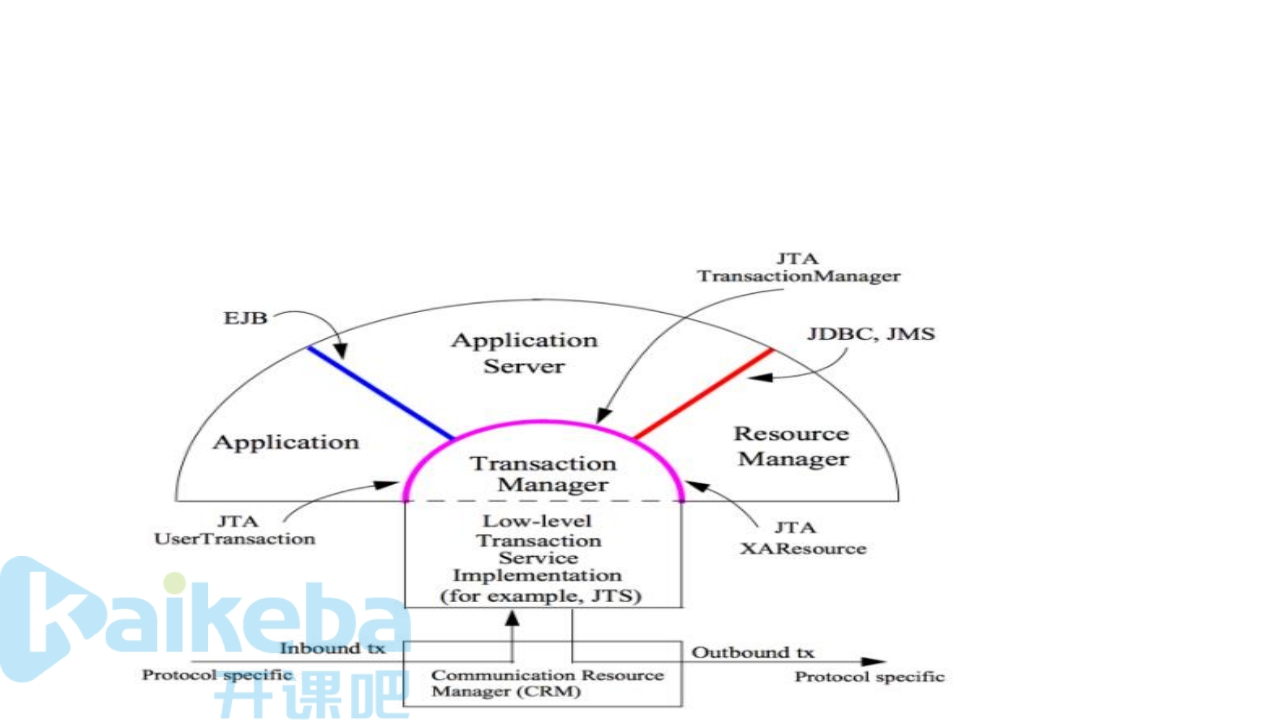 JTA
TransactionManager
EJB
JDBC, JMS
Application
Server
Application
Resource
Manager
Transaction
Manager
JTA
UserTransaction
Low-level
Transaction
Service
Implementation
(for example, JTS)
JTA
XAResource
Inbound tx
Outbound tx
Protocol specific
Communication Resource
Manager (CRM)
Protocol specific
kaikeba
开课吧